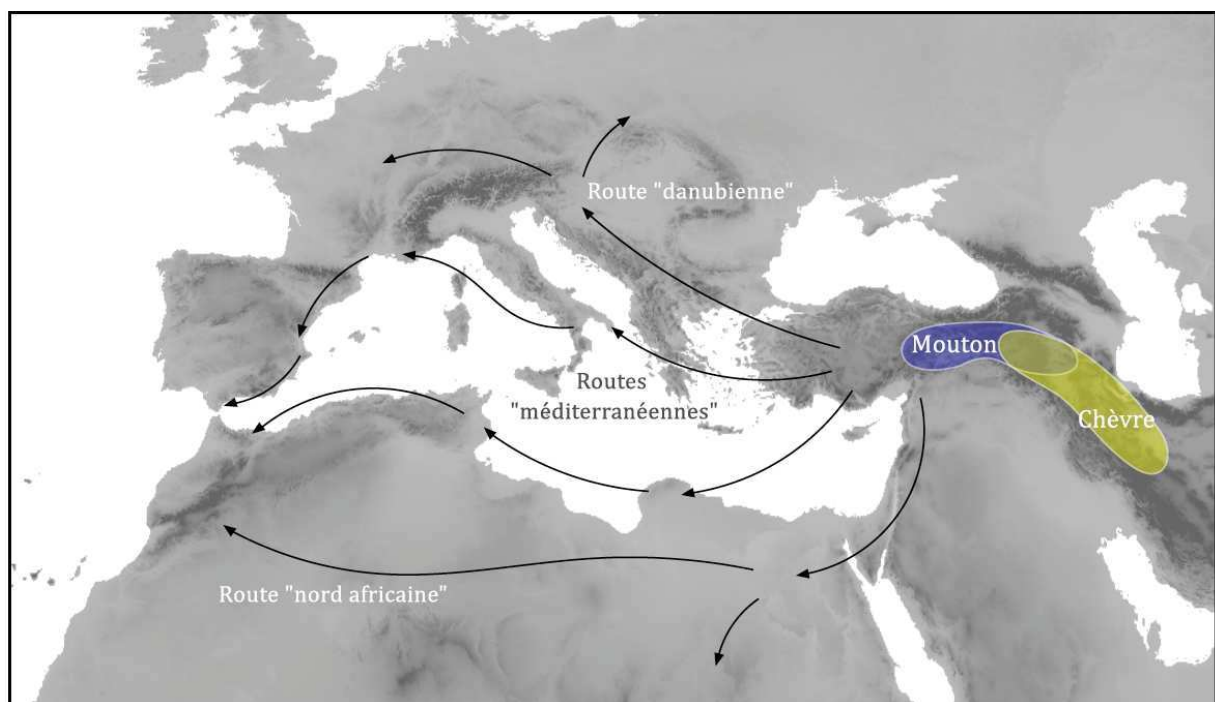 Route "danubienne"
Mouton
Routes
"méditerranéennes"
Chèvre
Route "nord africaine"